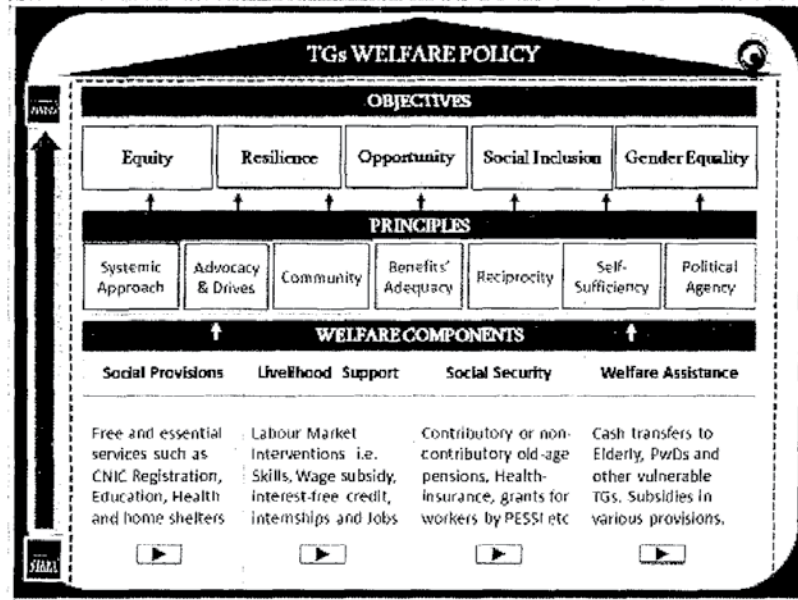 TGs WELFARE POLICY
OBJECTIVES
Equity
Resilience
Opportunity
Social Inclusion
Gender Equality
PRINCIPLES
Systemic
Approach
Advocacy
& Drives
Community
Benefits'
Adequacy
Reciprocity
Self-
Sufficiency
Political
Agency
WELFARE COMPONENTS
Social Provisions
Livelihood Support
Social Security
Welfare Assistance
Free and essential
services such as
CNIC Registration,
Education, Health
and home shelters
Labour Market
Interventions i.e.
Skills, Wage subsidy,
interest-free credit,
internships and Jobs
Contributory or non-
contributory old-age
pensions, Health-
insurance, grants for
workers by PESSI etc
Cash transfers to
Elderly, PwDs and
other vulnerable
TGs. Subsidies in
various provisions.